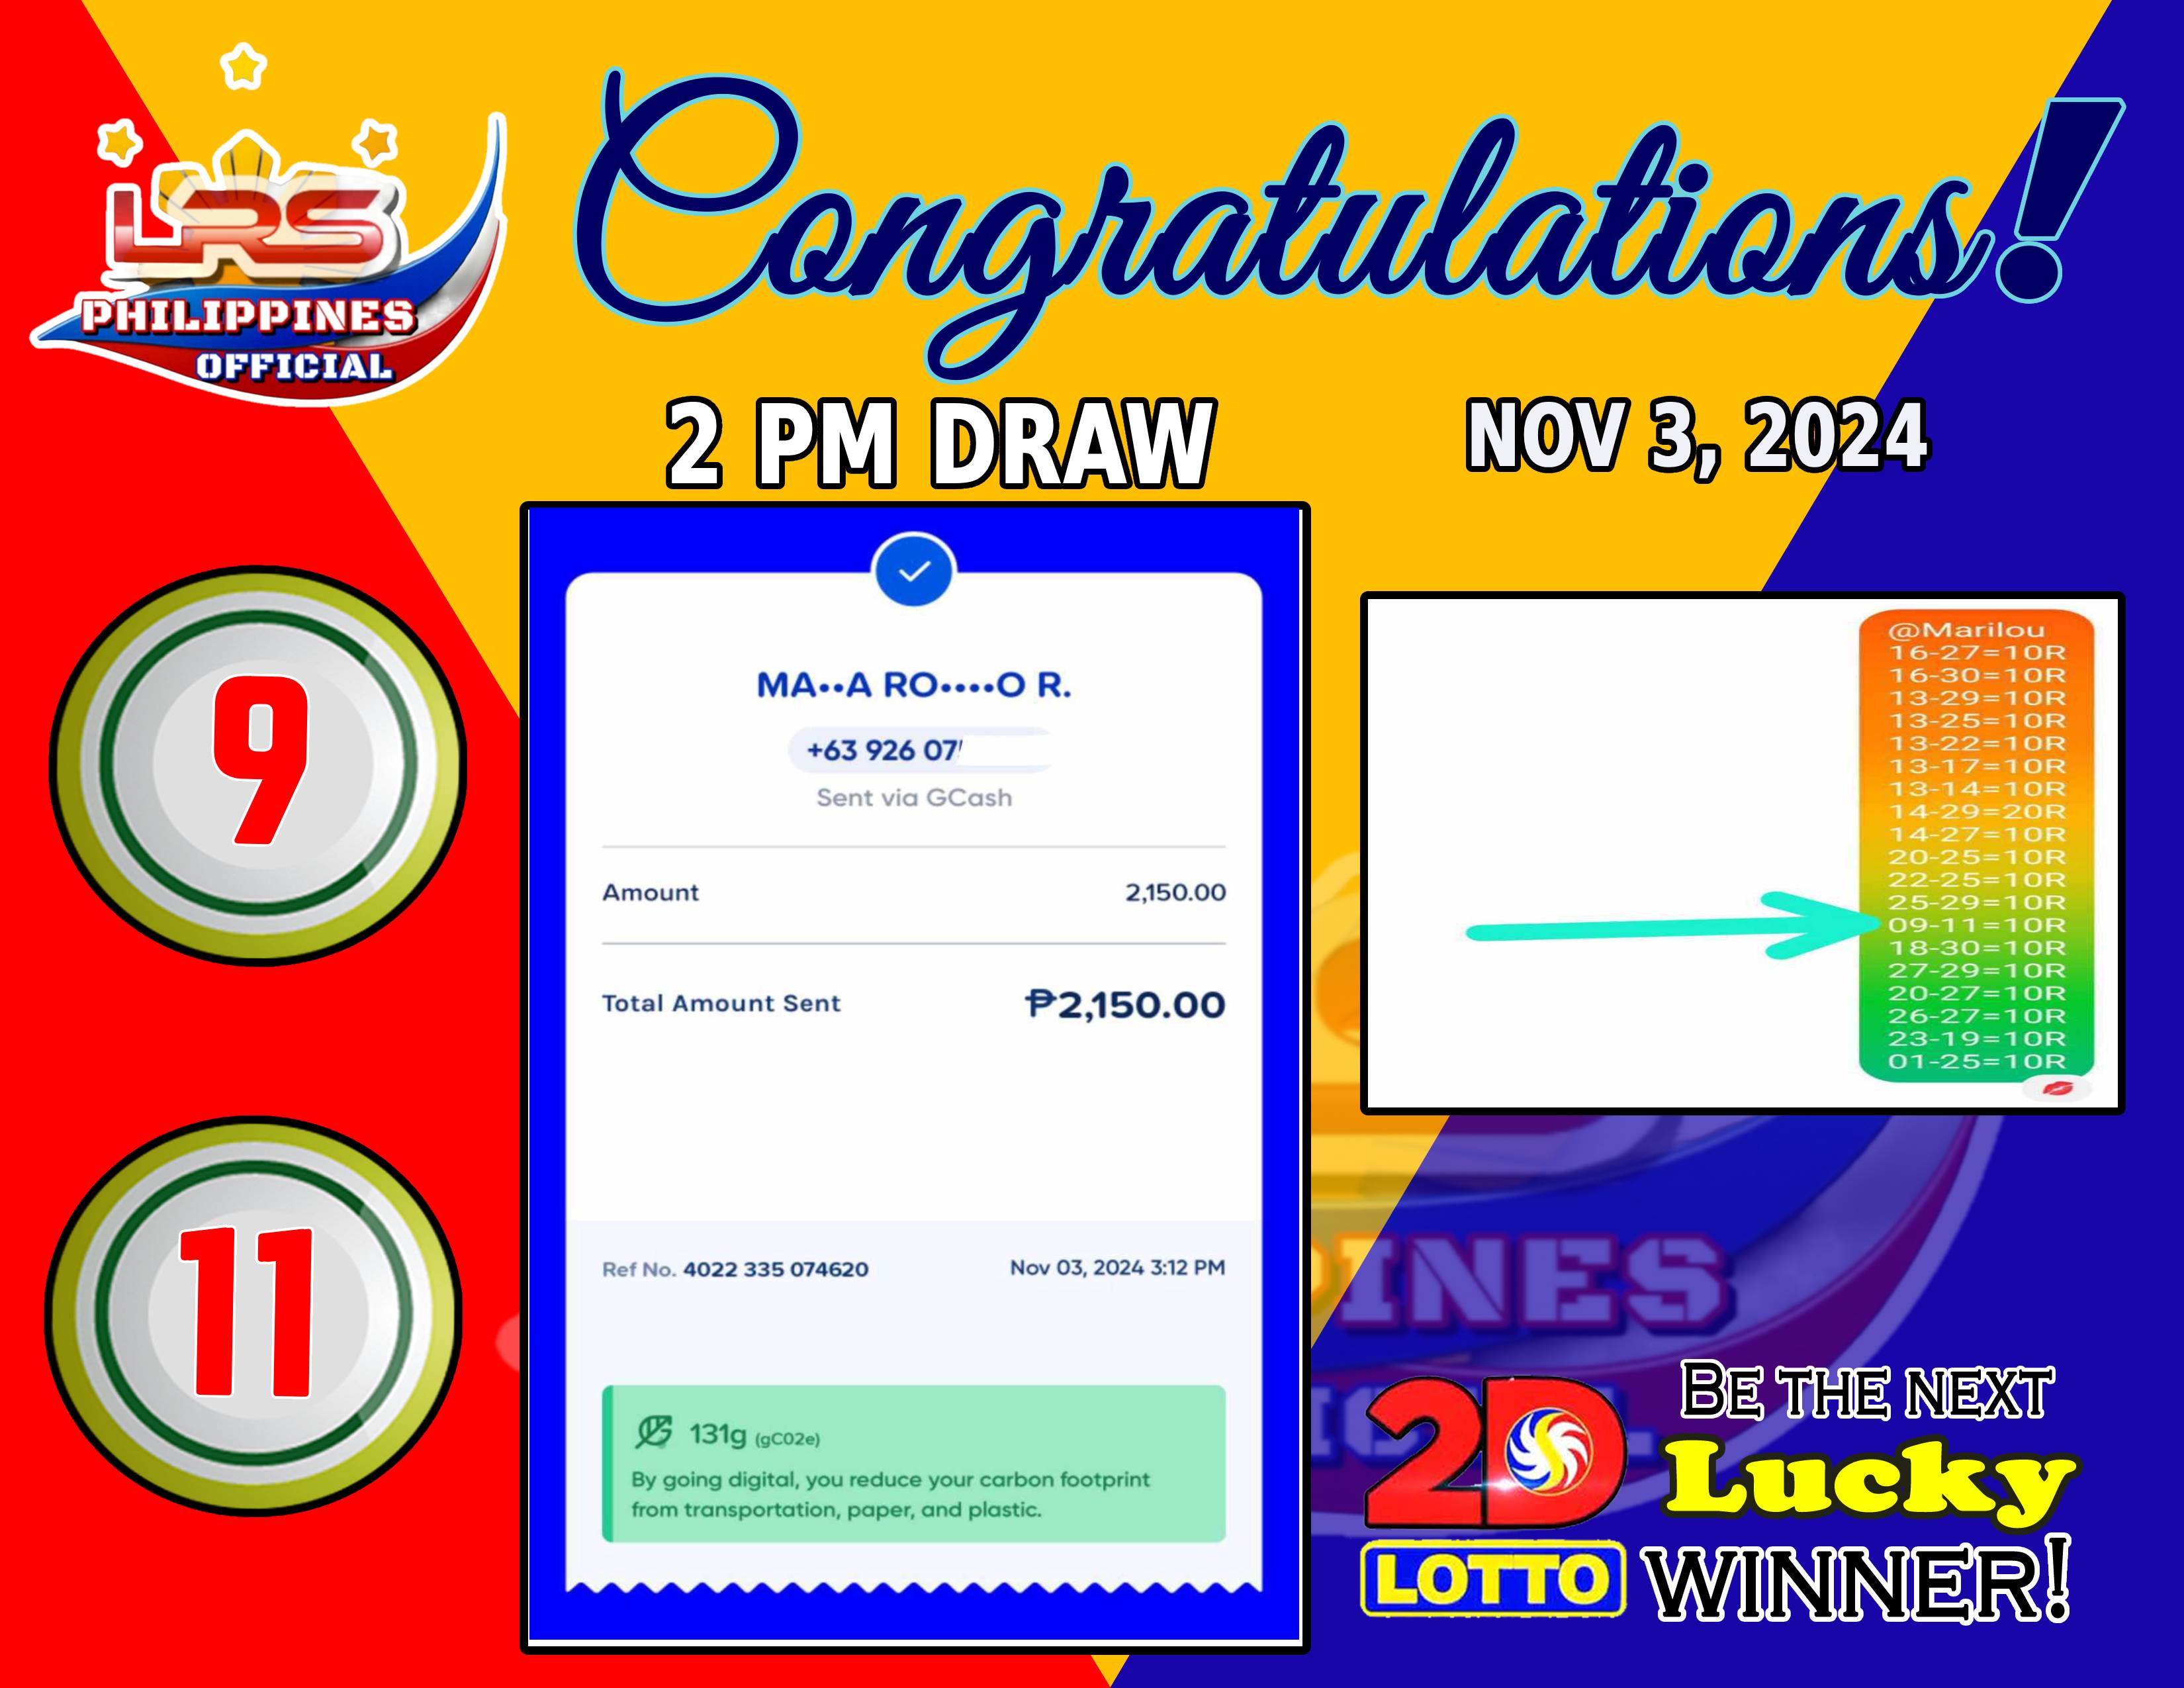 Congratulations!
LRS
PHILIPPINES
OFFICIAL
2 PM DRAW
NOV 3, 2024
9
11
MA••A RO••••O R.
+63 926 07
Sent via GCash
Amount 2,150.00
Total Amount Sent ₱2,150.00
Ref No. 4022 335 074620 Nov 03, 2024 3:12 PM
131g (gC02e)
By going digital, you reduce your carbon footprint
from transportation, paper, and plastic.
@Marilou
16-27=10R
16-30=10R
13-29=10R
13-25=10R
13-22=10R
13-17=10R
13-14=10R
14-29=20R
14-27=10R
20-25=10R
22-25=10R
25-29=10R
09-11=10R
18-30=10R
27-29=10R
20-27=10R
26-27=10R
23-19=10R
01-25=10R
PINES
2D
LOTTO
BE THE NEXT
Lucky
WINNER!